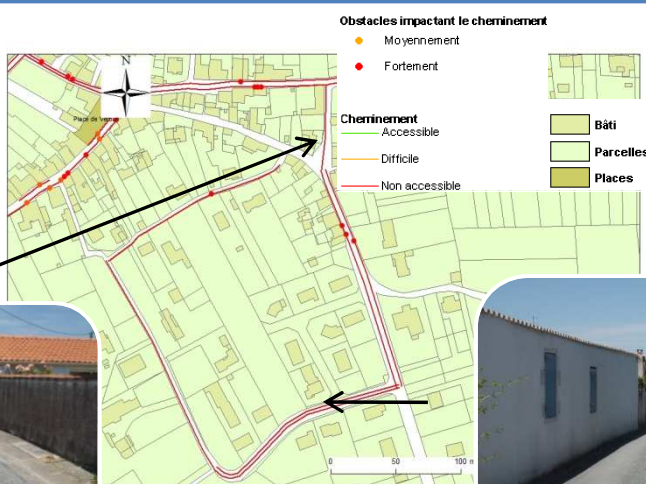 Obstacles impactant le cheminement
Moyennement
Fortement
N
Cheminement
Accessible
Difficile
Non accessible
Bâti
Parcelles
Places
0 50 100 m